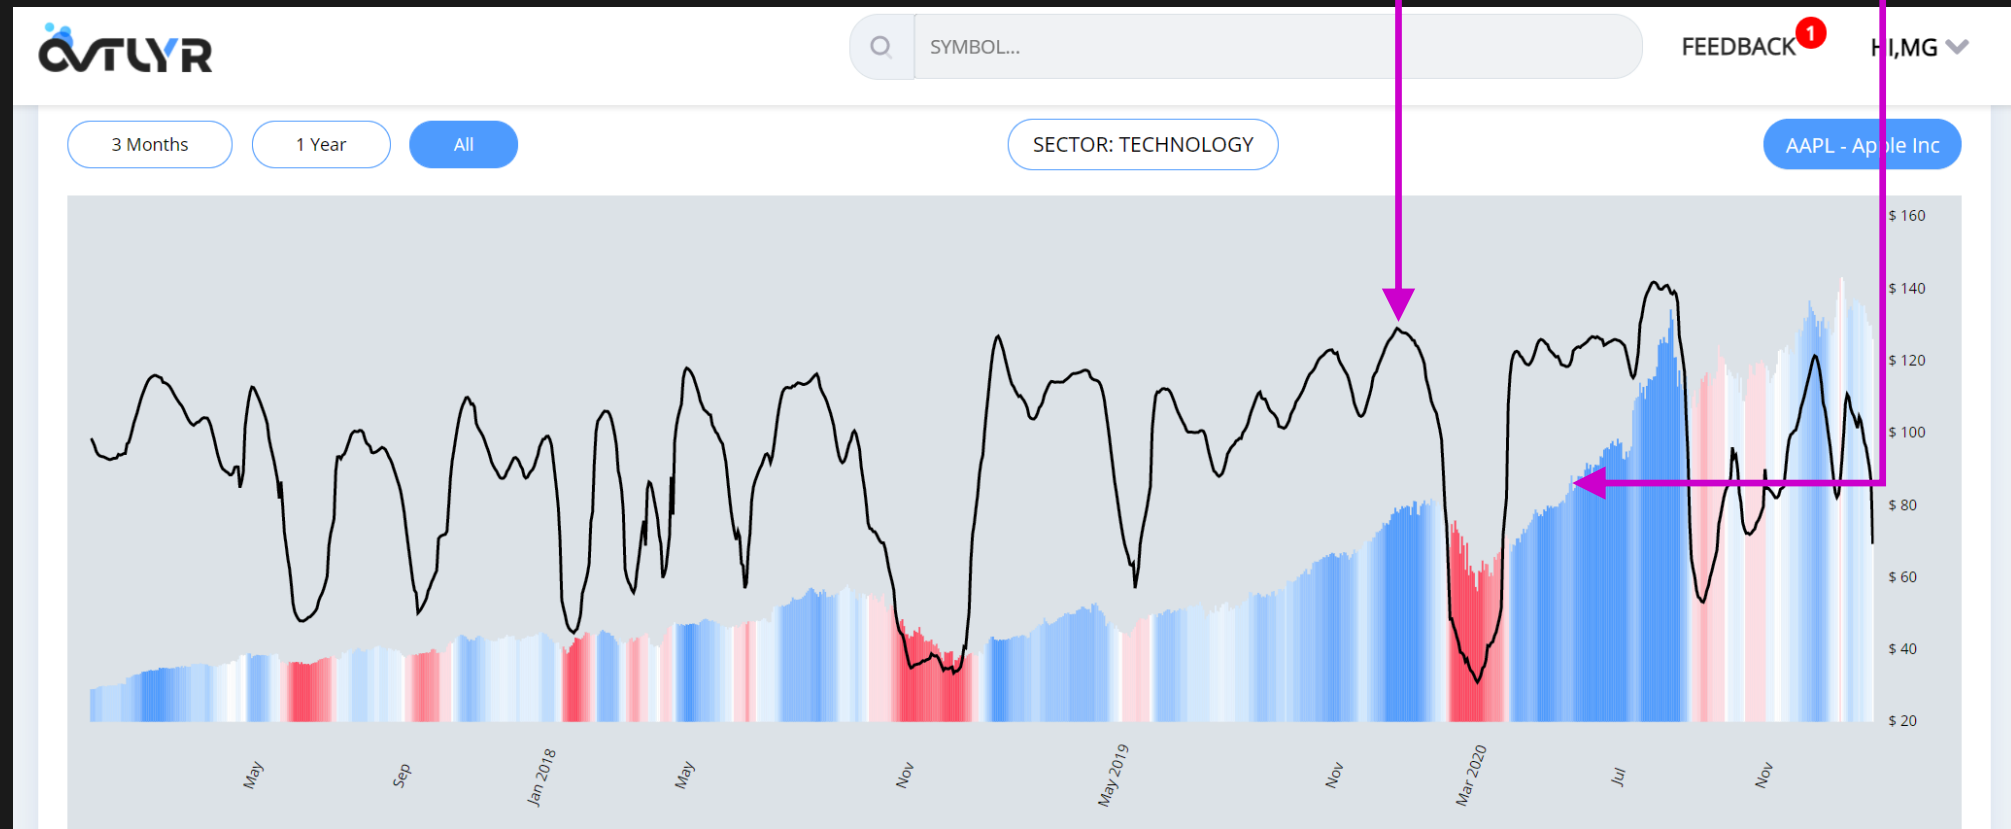 OVTLYR
SYMBOL...
FEEDBACK 1
HI,MG
3 Months
1 Year
All
SECTOR: TECHNOLOGY
AAPL - Apple Inc
$ 160
$ 140
$ 120
$ 100
$ 80
$ 60
$ 40
$ 20
May
Sep
Jan 2018
May
Nov
May 2019
Nov
Mar 2020
Jul
Nov